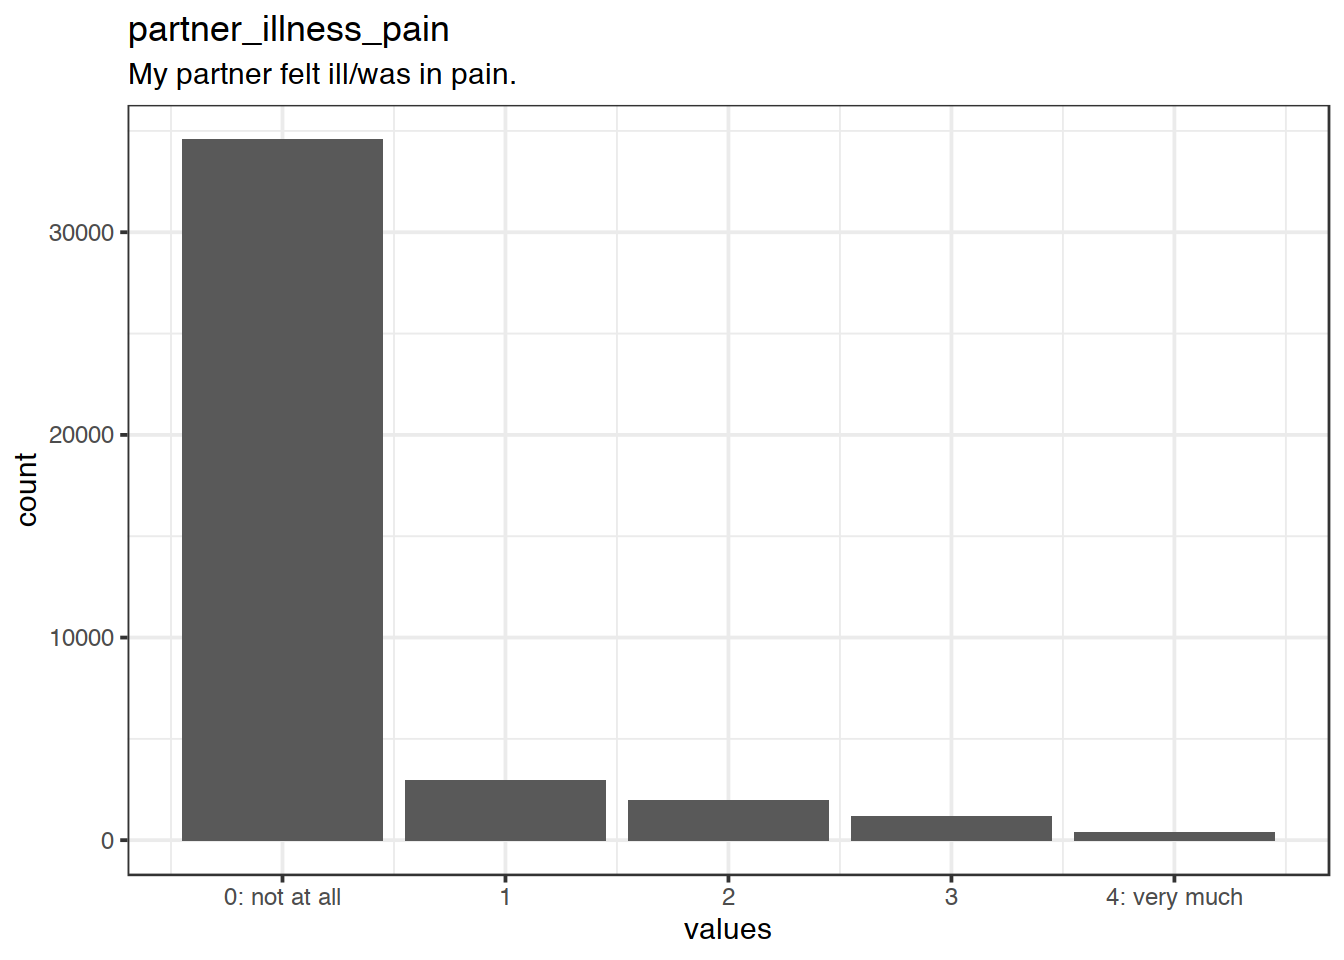 partner_illness_pain
My partner felt ill/was in pain.
count
30000
20000
10000
0
0: not at all
1
2
3
4: very much
values